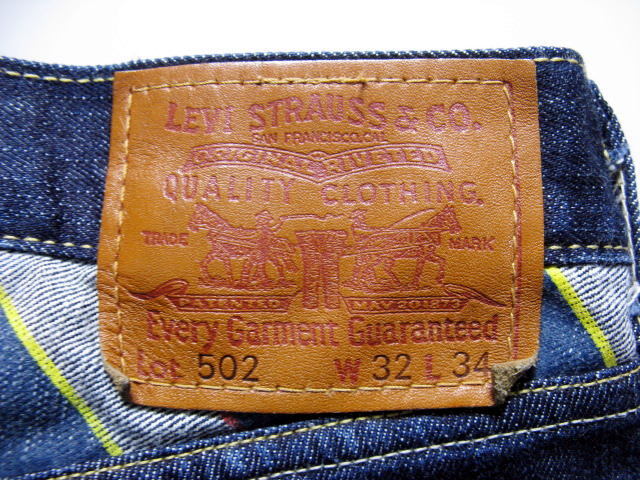 LEVI STRAUSS & CO.
SAN FRANCISCO, CAL.
ORIGINAL RIVETED
QUALITY CLOTHING.
TRADE MARK
PATENTED MAY 20 1873
Every Garment Guaranteed
Lot 502 W 32 L 34